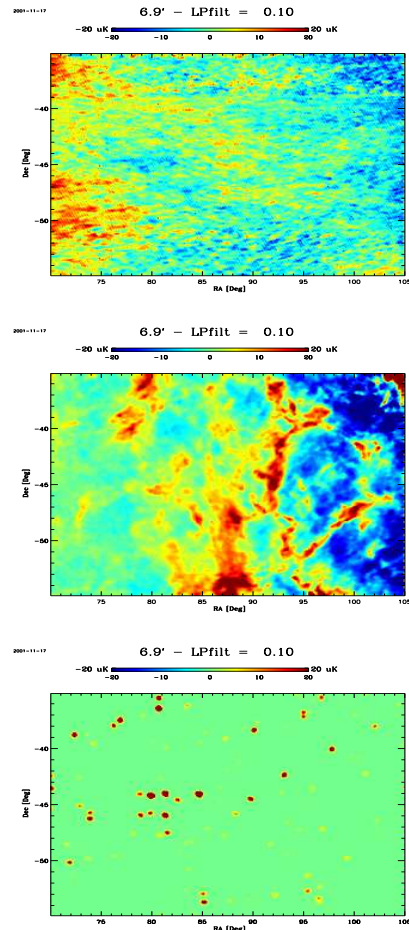 2001-11-17
6.9' - LPfilt = 0.10
-20 uK 20 uK
-20 -10 0 10 20
-40
-45
-50
Dec [Deg]
75 80 85 90 95 100 105
RA [Deg]
2001-11-17
6.9' - LPfilt = 0.10
-20 uK 20 uK
-20 -10 0 10 20
-40
-45
-50
Dec [Deg]
75 80 85 90 95 100 105
RA [Deg]
2001-11-17
6.9' - LPfilt = 0.10
-20 uK 20 uK
-20 -10 0 10 20
-40
-45
-50
Dec [Deg]
75 80 85 90 95 100 105
RA [Deg]